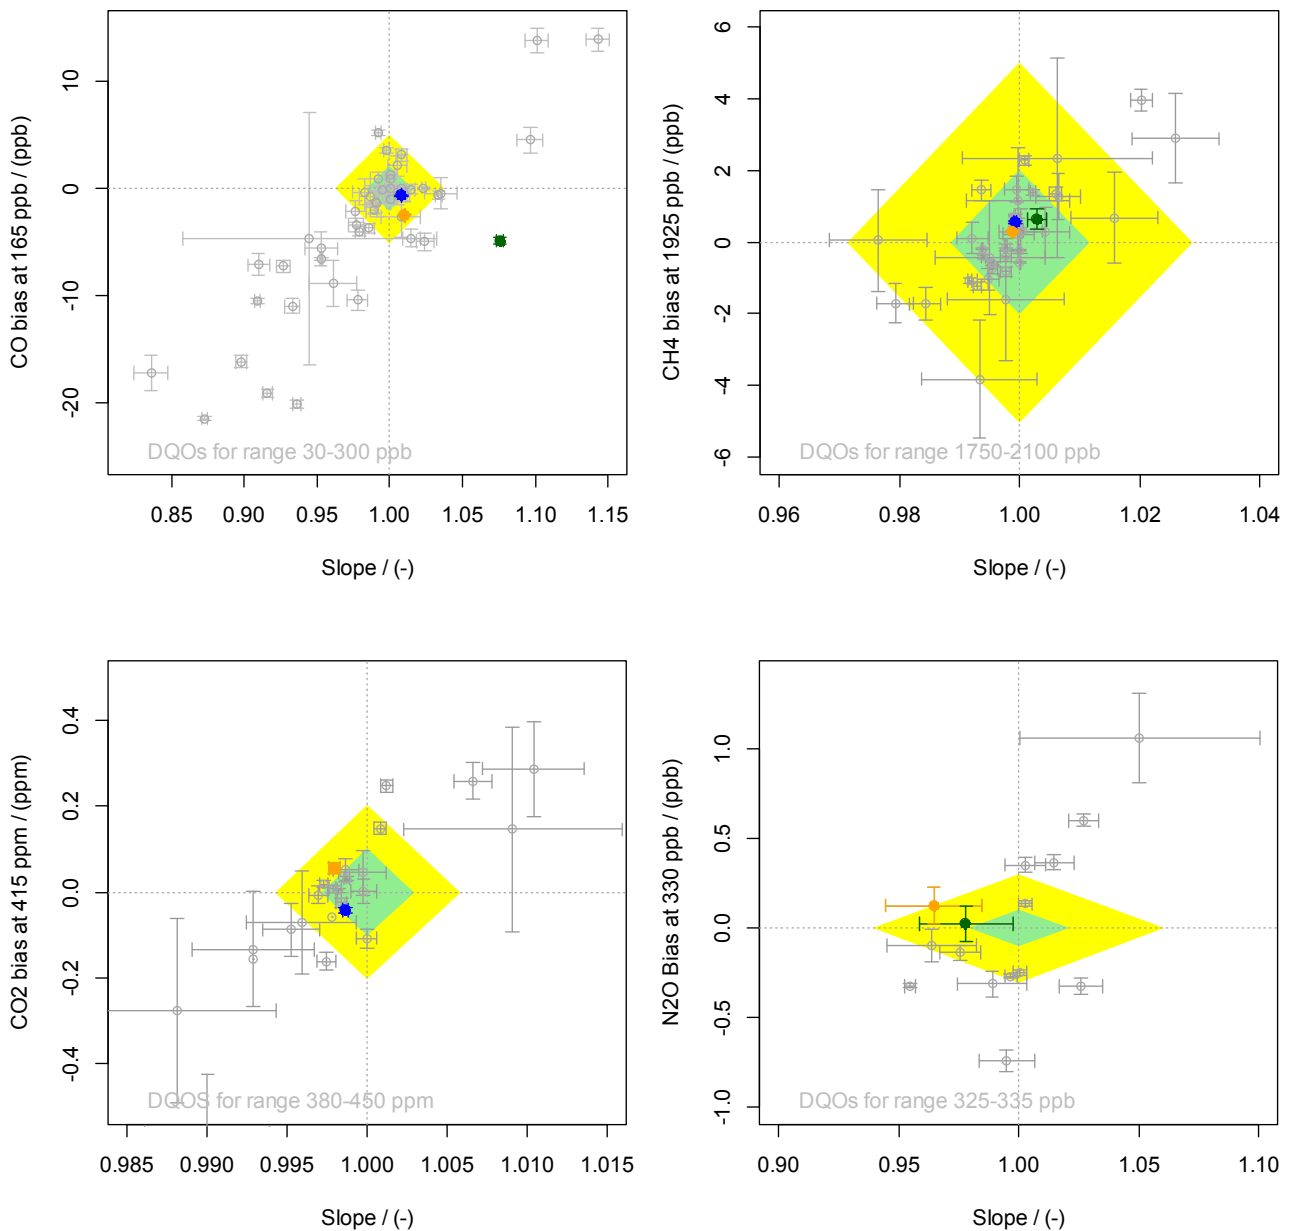 10
0
-10
-20
CO bias at 165 ppb / (ppb)
DQOs for range 30-300 ppb
0.85 0.90 0.95 1.00 1.05 1.10 1.15
Slope / (-)
6
4
2
0
-2
-4
-6
CH4 bias at 1925 ppb / (ppb)
DQOs for range 1750-2100 ppb
0.96 0.98 1.00 1.02 1.04
Slope / (-)
0.4
0.2
0.0
-0.2
-0.4
CO2 bias at 415 ppm / (ppm)
DQOS for range 380-450 ppm
0.985 0.990 0.995 1.000 1.005 1.010 1.015
Slope / (-)
1.0
0.5
0.0
-0.5
-1.0
N2O Bias at 330 ppb / (ppb)
DQOs for range 325-335 ppb
0.90 0.95 1.00 1.05 1.10
Slope / (-)